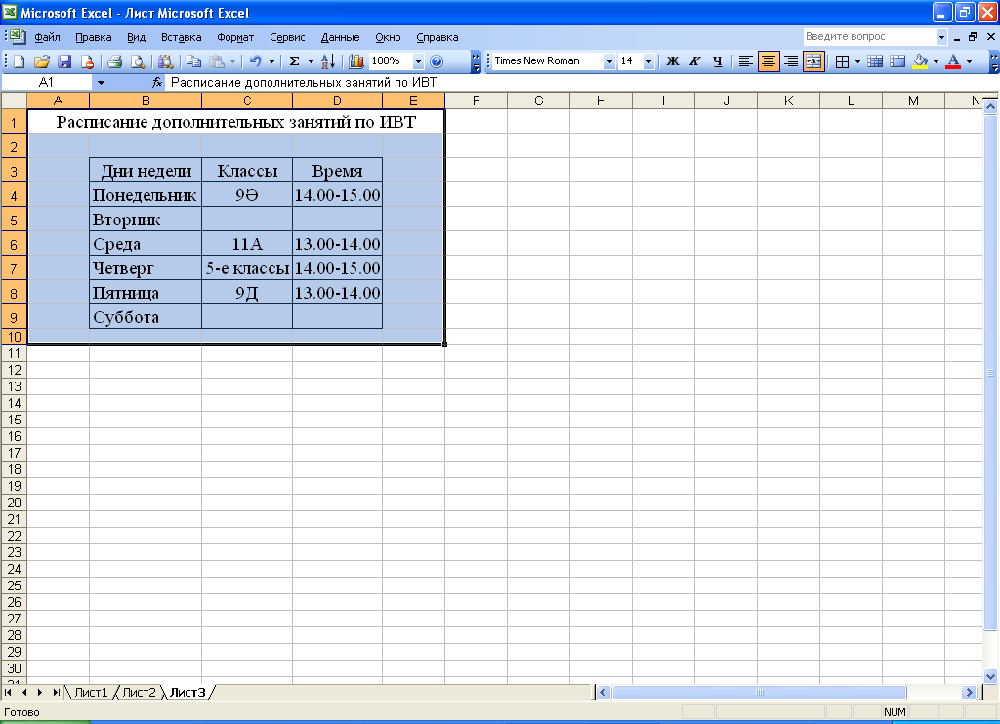 Microsoft Excel - Лист Microsoft Excel
Файл Правка Вид Вставка Формат Сервис Данные Окно Справка Введите вопрос
100% Times New Roman 14 Ж К Ч
A1 fx Расписание дополнительных занятий по ИВТ
A B C D E F G H I J K L M N
1 Расписание дополнительных занятий по ИВТ
2
3 Дни недели Классы Время
4 Понедельник 9Ә 14.00-15.00
5 Вторник
6 Среда 11А 13.00-14.00
7 Четверг 5-е классы 14.00-15.00
8 Пятница 9Д 13.00-14.00
9 Суббота
10
11
12
13
14
15
16
17
18
19
20
21
22
23
24
25
26
27
28
29
30
31
Лист1 Лист2 Лист3
Готово NUM